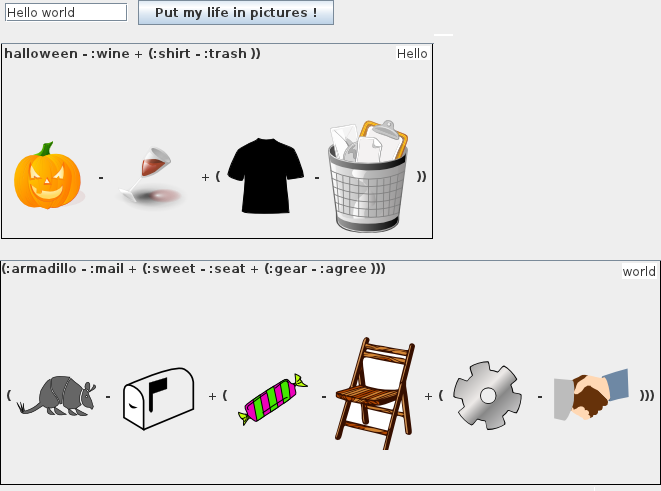 Hello world
Put my life in pictures !
halloween - :wine + (:shirt - :trash ))
Hello
- + ( - ))
(:armadillo - :mail + (:sweet - :seat + (:gear - :agree )))
world
( - + ( - + ( - )))